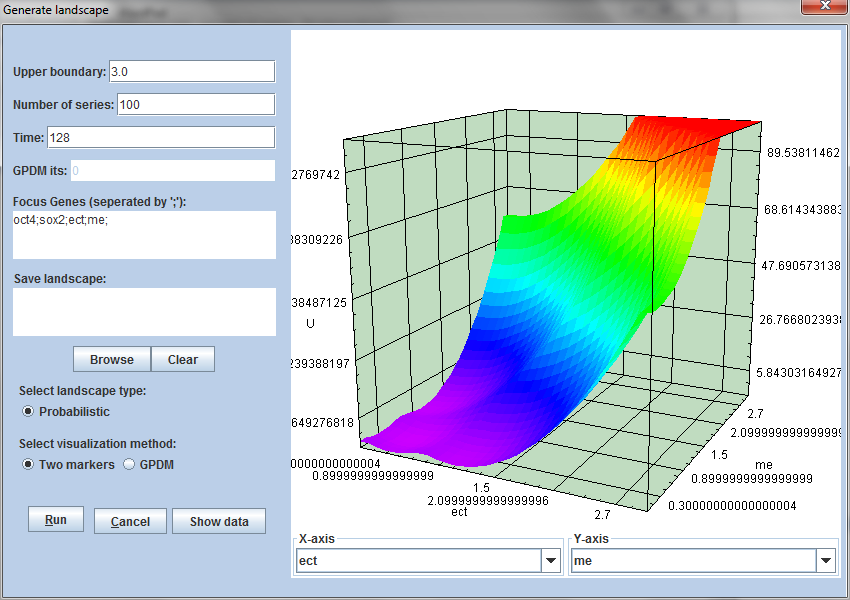 Generate landscape
Upper boundary: 3.0
Number of series: 100
Time: 128
GPDM its: 0
Focus Genes (seperated by ';'):
oct4;sox2;ect;me;
Save landscape:
Browse Clear
Select landscape type:
Probabilistic
Select visualization method:
Two markers GPDM
Run Cancel Show data
2769742
38309226
38487125
U
239388197
649276818
89.53811462
68.614343883
47.690573138
26.766802393
5.84303164927
0000000000004
0.8999999999999999
1.5
2.0999999999999996
ect
2.7
2.7
2.099999999999999
1.5
me
0.8999999999999999
0.30000000000000004
X-axis
ect
Y-axis
me